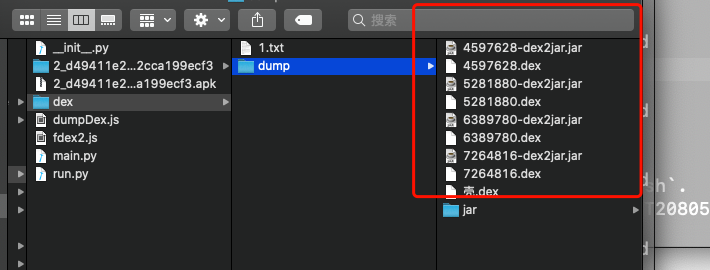 搜索
__init__.py
2_d49411e2...2cca199ecf3
2_d49411e2...a199ecf3.apk
dex
dumpDex.js
fdex2.js
main.py
run.py
1.txt
dump
4597628-dex2jar.jar
4597628.dex
5281880-dex2jar.jar
5281880.dex
6389780-dex2jar.jar
6389780.dex
7264816-dex2jar.jar
7264816.dex
壳.dex
jar
d
d
d
sh`.
T20805
d